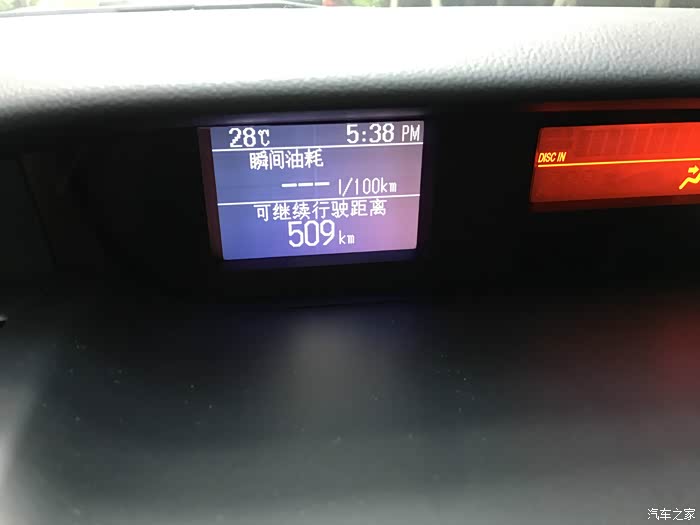 28℃ 5:38 PM
瞬间油耗
--- l/100km
可继续行驶距离
509km
DISC IN
汽车之家